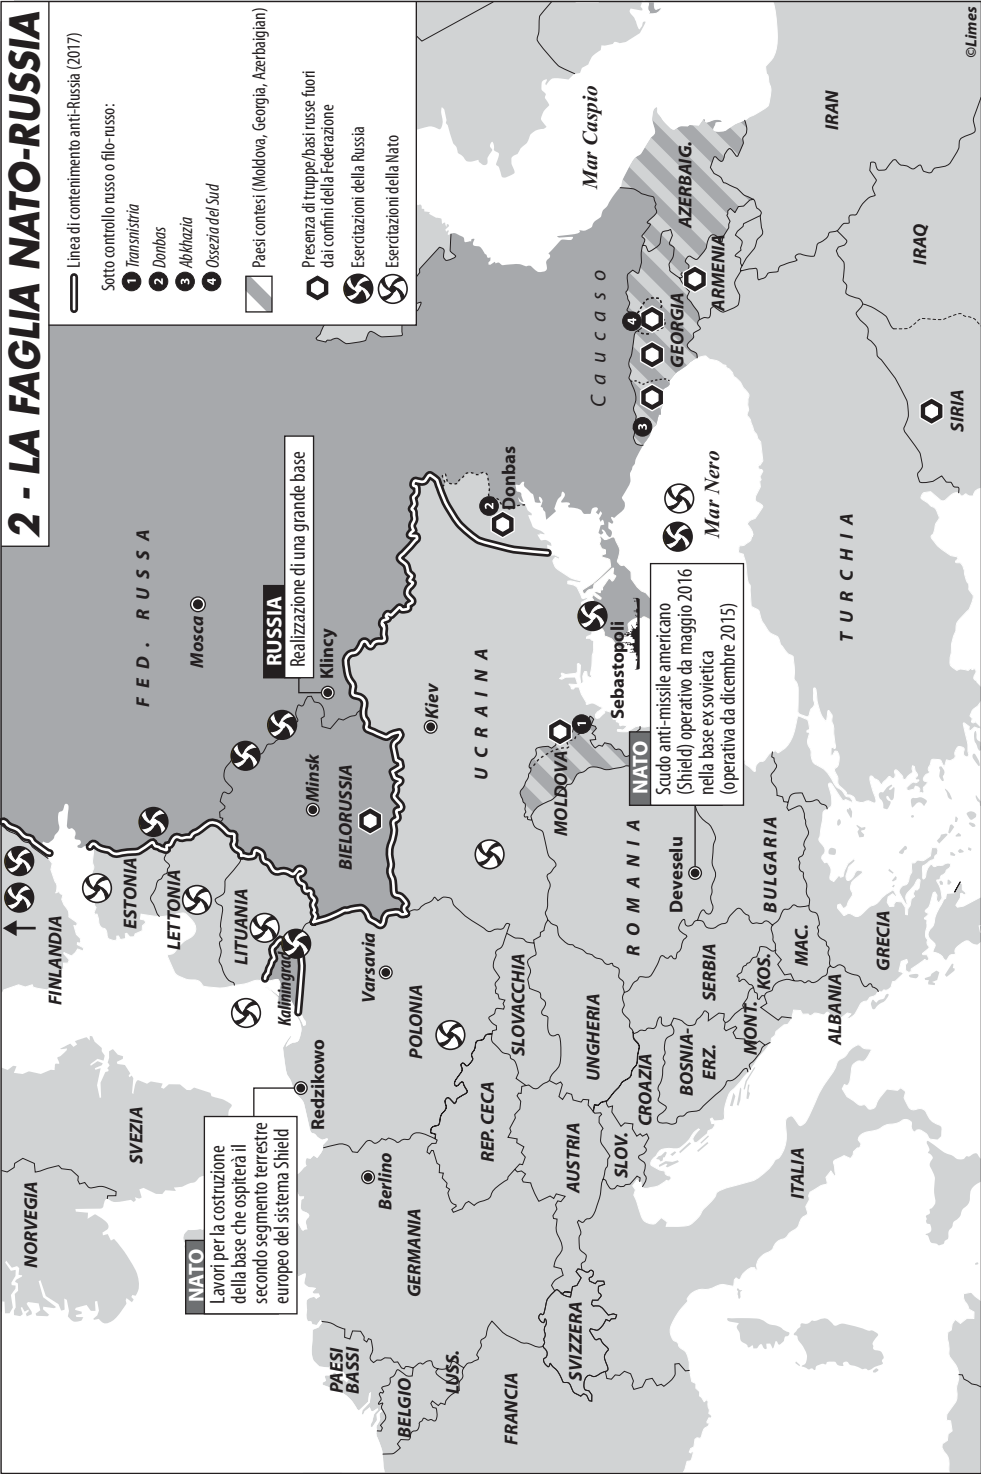 2 - LA FAGLIA NATO-RUSSIA
Linea di contenimento anti-Russia (2017)
Sotto controllo russo o filo-russo:
1 Transnistria
2 Donbas
3 Abkhazia
4 Ossezia del Sud
Paesi contesi (Moldova, Georgia, Azerbaigian)
Presenza di truppe/basi russe fuori
dai confini della Federazione
Esercitazioni della Russia
Esercitazioni della Nato
NORVEGIA
SVEZIA
FINLANDIA
ESTONIA
LETTONIA
LITUANIA
Kaliningrad
FED. RUSSA
Mosca
RUSSIA
Realizzazione di una grande base
Klincy
Minsk
BIELORUSSIA
NATO
Lavori per la costruzione
della base che ospiterà il
secondo segmento terrestre
europeo del sistema Shield
Redzikowo
PAESI
BASSI
BELGIO
LUSS.
FRANCIA
Berlino
GERMANIA
Varsavia
POLONIA
Kiev
UCRAINA
2
Donbas
REP. CECA
SLOVACCHIA
AUSTRIA
UNGHERIA
SVIZZERA
SLOV.
CROAZIA
BOSNIA-
ERZ.
SERBIA
MONT.
KOS.
MAC.
ALBANIA
GRECIA
ITALIA
ROMANIA
MOLDOVA
1
Deveselu
BULGARIA
NATO
Scudo anti-missile americano
(Shield) operativo da maggio 2016
nella base ex sovietica
(operativa da dicembre 2015)
Sebastopoli
Mar Nero
TURCHIA
Caucaso
3
4
GEORGIA
ARMENIA
AZERBAIG.
Mar Caspio
SIRIA
IRAQ
IRAN
©Limes